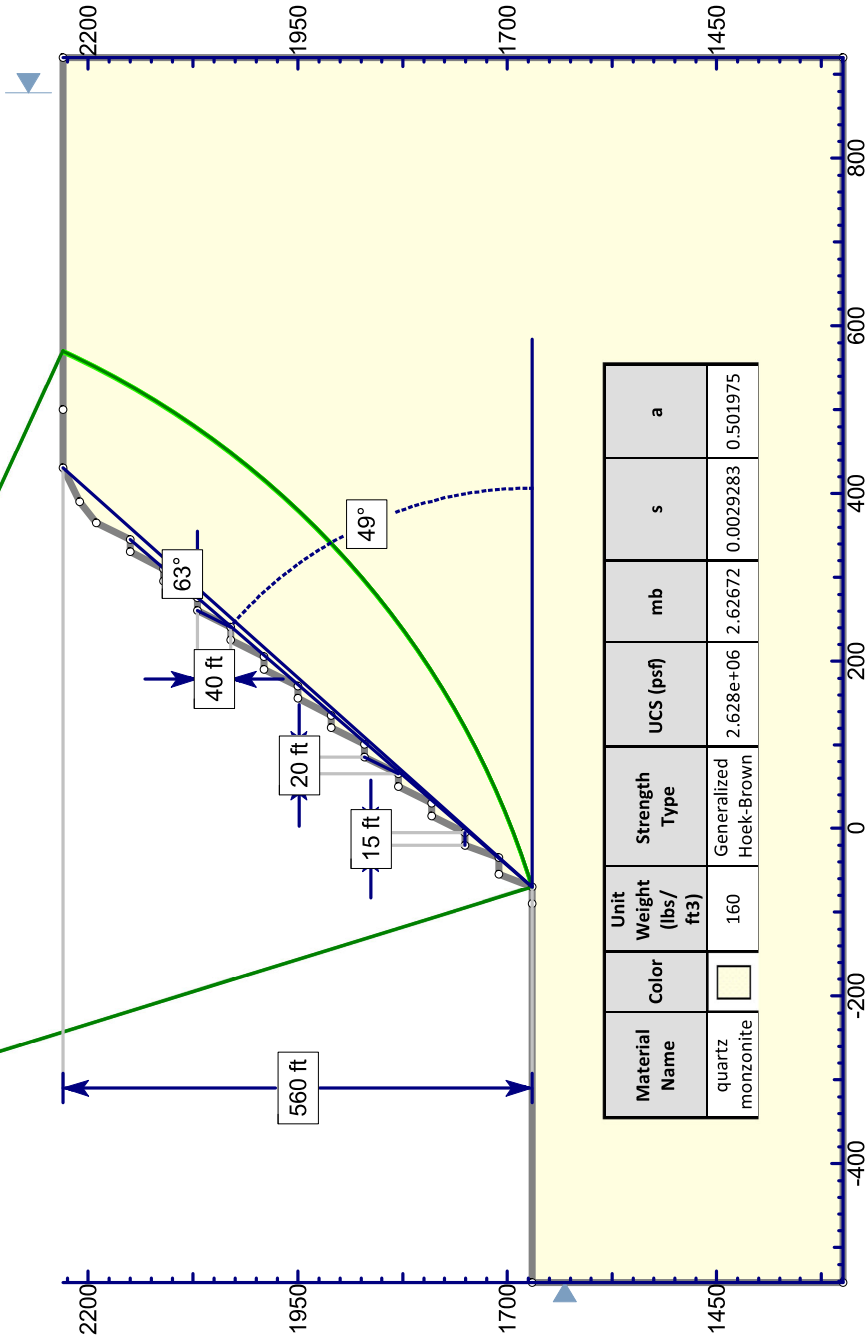 2200
1950
1700
1450
560 ft
15 ft
20 ft
40 ft
63°
49°
Material Name Color Unit Weight (lbs/ ft3) Strength Type UCS (psf) mb s a
quartz monzonite 160 Generalized Hoek-Brown 2.628e+06 2.62672 0.0029283 0.501975
2200
1950
1700
1450
-400 -200 0 200 400 600 800